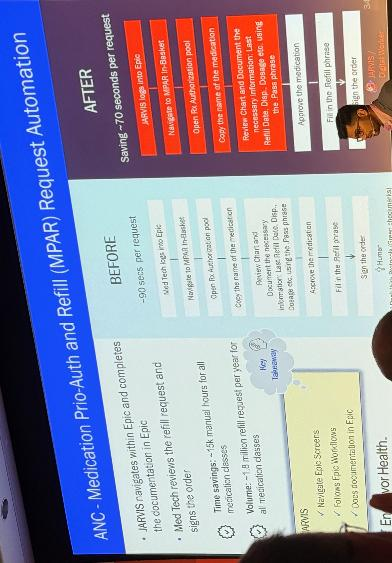 ANC - Medication Prio-Auth and Refill (MPAR) Request Automation
• JARVIS navigates within Epic and completes
the documentation in Epic
• Med Tech reviews the refill request and
signs the order
Time savings: ~15k manual hours for all
medication classes
Volume: ~1.8 million refill request per year for
all medication classes
Key
Takeaway
JARVIS
✓ Navigate Epic Screens
✓ Follows Epic Workflows
✓ Does documentation in Epic
BEFORE
~90 secs per request
Med Tech logs into Epic
Navigate to MPAR In-Basket
Open Rx Authorization pool
Copy the name of the medication
Review Chart and
Document the necessary
information: Last Refill Date, Disp.,
Dosage etc. using the .Pass phrase
Approve the medication
Fill in the .Refill phrase
Sign the order
Human
AFTER
Saving ~70 seconds per request
JARVIS logs into Epic
Navigate to MPAR In-Basket
Open Rx Authorization pool
Copy the name of the medication
Review Chart and Document the
necessary information: Last
Refill Date, Disp., Dosage etc. using
the .Pass phrase
Approve the medication
Fill in the .Refill phrase
Sign the order
JARVIS /
Digital Worker
Health.